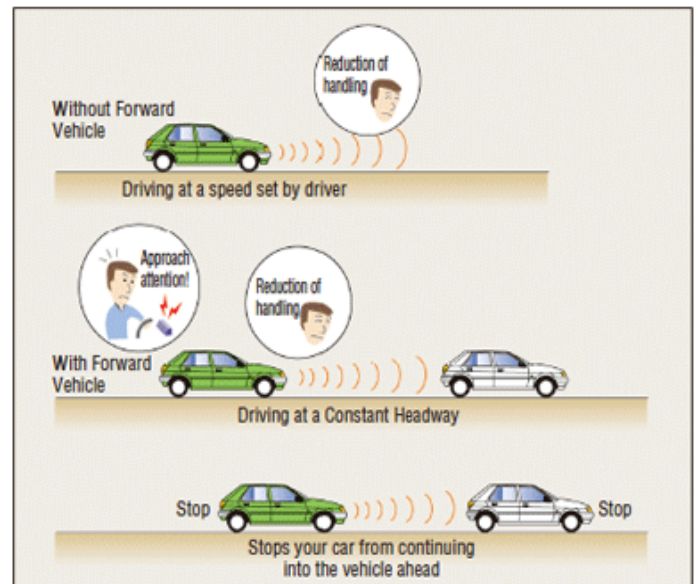 Reduction of
handling
Without Forward
Vehicle
Driving at a speed set by driver
Approach
attention!
Reduction of
handling
With Forward
Vehicle
Driving at a Constant Headway
Stop
Stop
Stops your car from continuing
into the vehicle ahead